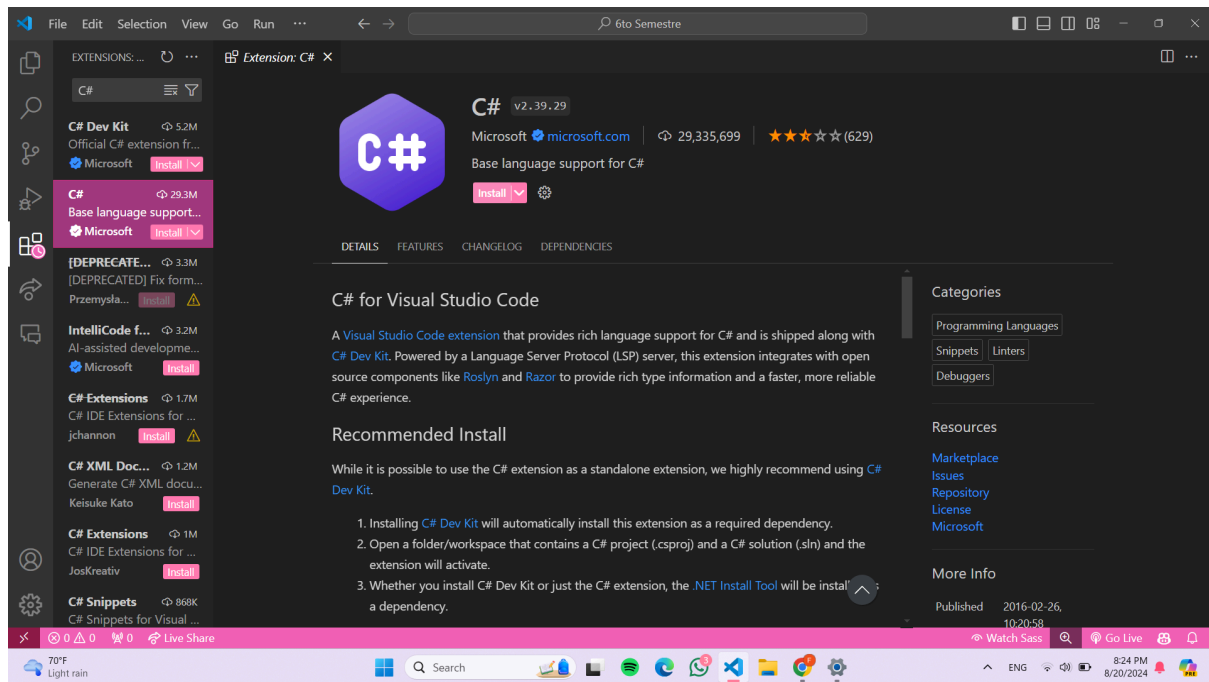 File Edit Selection View Go Run ··· 6to Semestre
EXTENSIONS: ...
C#
C# Dev Kit 5.2M
Official C# extension fr...
Microsoft Install
C# 29.3M
Base language support...
Microsoft Install
[DEPRECATE... 3.3M
[DEPRECATED] Fix form...
Przemysła... Install
IntelliCode f... 3.2M
AI-assisted developme...
Microsoft Install
C# Extensions 1.7M
C# IDE Extensions for ...
jchannon Install
C# XML Doc... 1.2M
Generate C# XML docu...
Keisuke Kato Install
C# Extensions 1M
C# IDE Extensions for ...
JosKreativ Install
C# Snippets 868K
C# Snippets for Visual ...
Extension: C#
C#
C# v2.39.29
Microsoft microsoft.com 29,335,699 (629)
Base language support for C#
Install
DETAILS FEATURES CHANGELOG DEPENDENCIES
C# for Visual Studio Code
A Visual Studio Code extension that provides rich language support for C# and is shipped along with
C# Dev Kit. Powered by a Language Server Protocol (LSP) server, this extension integrates with open
source components like Roslyn and Razor to provide rich type information and a faster, more reliable
C# experience.
Recommended Install
While it is possible to use the C# extension as a standalone extension, we highly recommend using C#
Dev Kit.
1. Installing C# Dev Kit will automatically install this extension as a required dependency.
2. Open a folder/workspace that contains a C# project (.csproj) and a C# solution (.sln) and the
extension will activate.
3. Whether you install C# Dev Kit or just the C# extension, the .NET Install Tool will be
a dependency.
Categories
Programming Languages
Snippets Linters
Debuggers
Resources
Marketplace
Issues
Repository
License
Microsoft
More Info
Published 2016-02-26,
10:20:58
0 0 0 Live Share Watch Sass Go Live
70°F
Light rain
Search
3
ENG
8:24 PM
8/20/2024
PRE